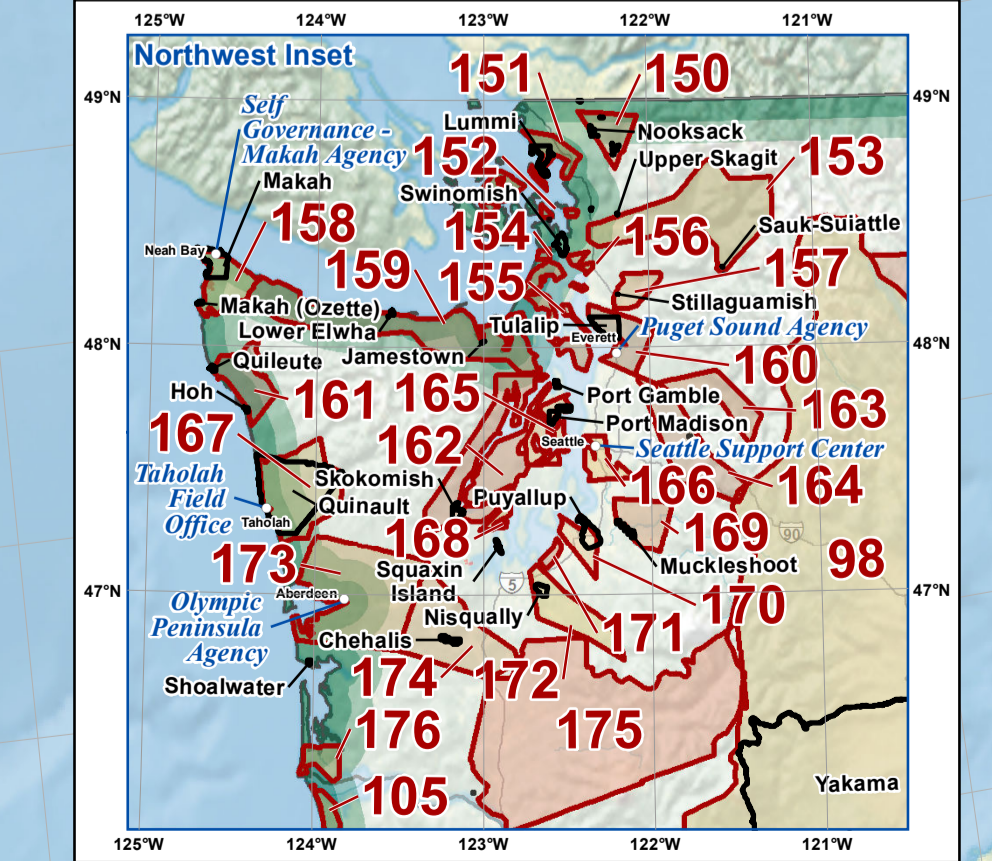 125°W 124°W 123°W 122°W 121°W
Northwest Inset
49°N 49°N
151
150
Self
Governance -
Makah Agency
Lummi
Nooksack
152
Upper Skagit
153
Makah
Swinomish
158
154
156
Sauk-Suiattle
Neah Bay
159
155
157
Makah (Ozette)
Stillaguamish
Lower Elwha
Tulalip
Puget Sound Agency
Everett
48°N 48°N
Jamestown
Quileute
160
Hoh
161
165
Port Gamble
163
Port Madison
167
162
Seattle
Seattle Support Center
Taholah
Field
Office
Skokomish
166
164
Quinault
Puyallup
Taholah
168
169
90
98
173
Squaxin
Island
5
Muckleshoot
47°N 47°N
Aberdeen
170
Olympic
Peninsula
Agency
Nisqually
171
Chehalis
174
172
Shoalwater
176
175
105
Yakama
125°W 124°W 123°W 122°W 121°W